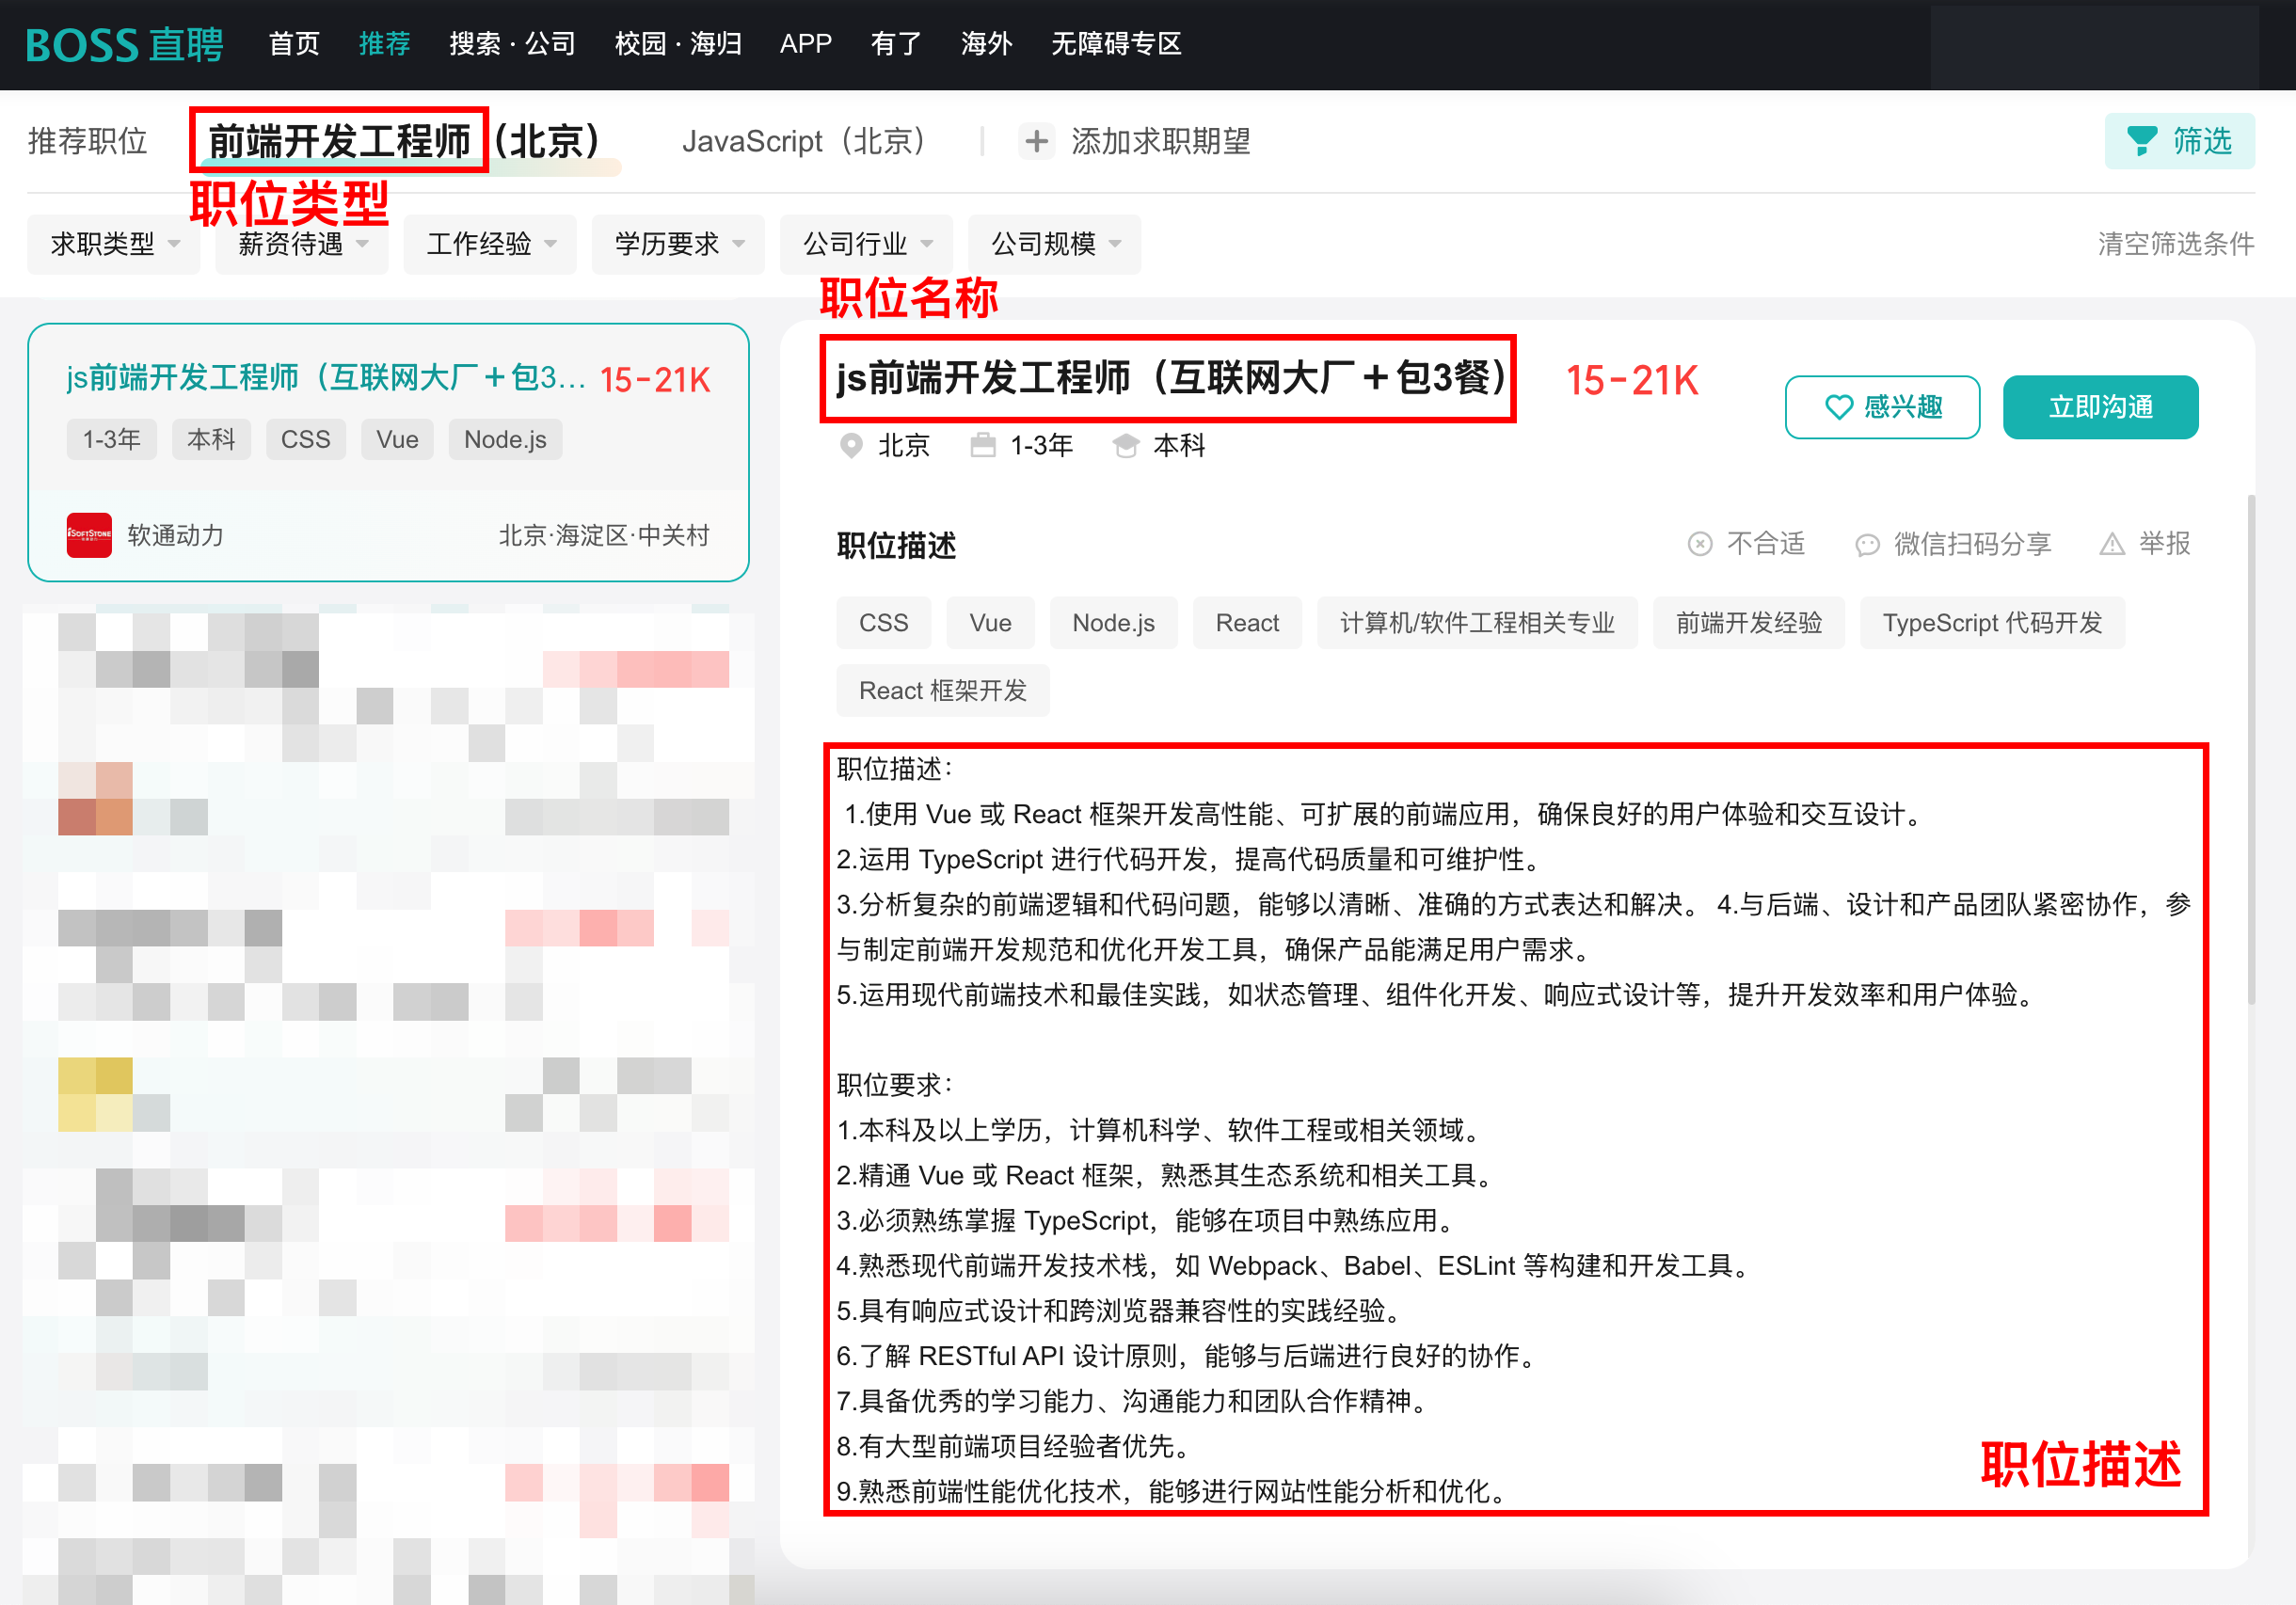 BOSS 直聘 首页 推荐 搜索 · 公司 校园 · 海归 APP 有了 海外 无障碍专区
推荐职位 前端开发工程师（北京） JavaScript（北京） 添加求职期望 筛选
职位类型
求职类型 薪资待遇 工作经验 学历要求 公司行业 公司规模 清空筛选条件
职位名称
js前端开发工程师（互联网大厂＋包3... 15-21K
1-3年 本科 CSS Vue Node.js
iSOFTSTONE
软通动力 北京·海淀区·中关村
js前端开发工程师（互联网大厂＋包3餐） 15-21K 感兴趣 立即沟通
北京 1-3年 本科
职位描述 不合适 微信扫码分享 举报
CSS Vue Node.js React 计算机/软件工程相关专业 前端开发经验 TypeScript 代码开发
React 框架开发
职位描述：
1.使用 Vue 或 React 框架开发高性能、可扩展的前端应用，确保良好的用户体验和交互设计。
2.运用 TypeScript 进行代码开发，提高代码质量和可维护性。
3.分析复杂的前端逻辑和代码问题，能够以清晰、准确的方式表达和解决。 4.与后端、设计和产品团队紧密协作，参
与制定前端开发规范和优化开发工具，确保产品能满足用户需求。
5.运用现代前端技术和最佳实践，如状态管理、组件化开发、响应式设计等，提升开发效率和用户体验。
职位要求：
1.本科及以上学历，计算机科学、软件工程或相关领域。
2.精通 Vue 或 React 框架，熟悉其生态系统和相关工具。
3.必须熟练掌握 TypeScript，能够在项目中熟练应用。
4.熟悉现代前端开发技术栈，如 Webpack、Babel、ESLint 等构建和开发工具。
5.具有响应式设计和跨浏览器兼容性的实践经验。
6.了解 RESTful API 设计原则，能够与后端进行良好的协作。
7.具备优秀的学习能力、沟通能力和团队合作精神。
8.有大型前端项目经验者优先。
9.熟悉前端性能优化技术，能够进行网站性能分析和优化。
职位描述